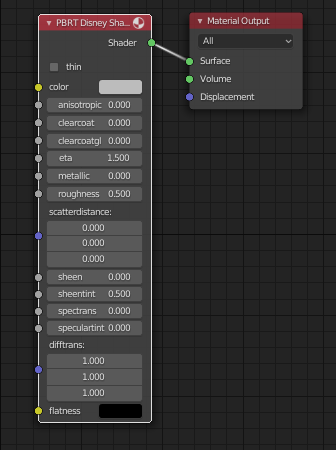 PBRT Disney Sha...
Shader
thin
color
anisotropic 0.000
clearcoat 0.000
clearcoatgl 0.000
eta 1.500
metallic 0.000
roughness 0.500
scatterdistance:
0.000
0.000
0.000
sheen 0.000
sheentint 0.500
spectrans 0.000
speculartint 0.000
difftrans:
1.000
1.000
1.000
flatness
Material Output
All
Surface
Volume
Displacement